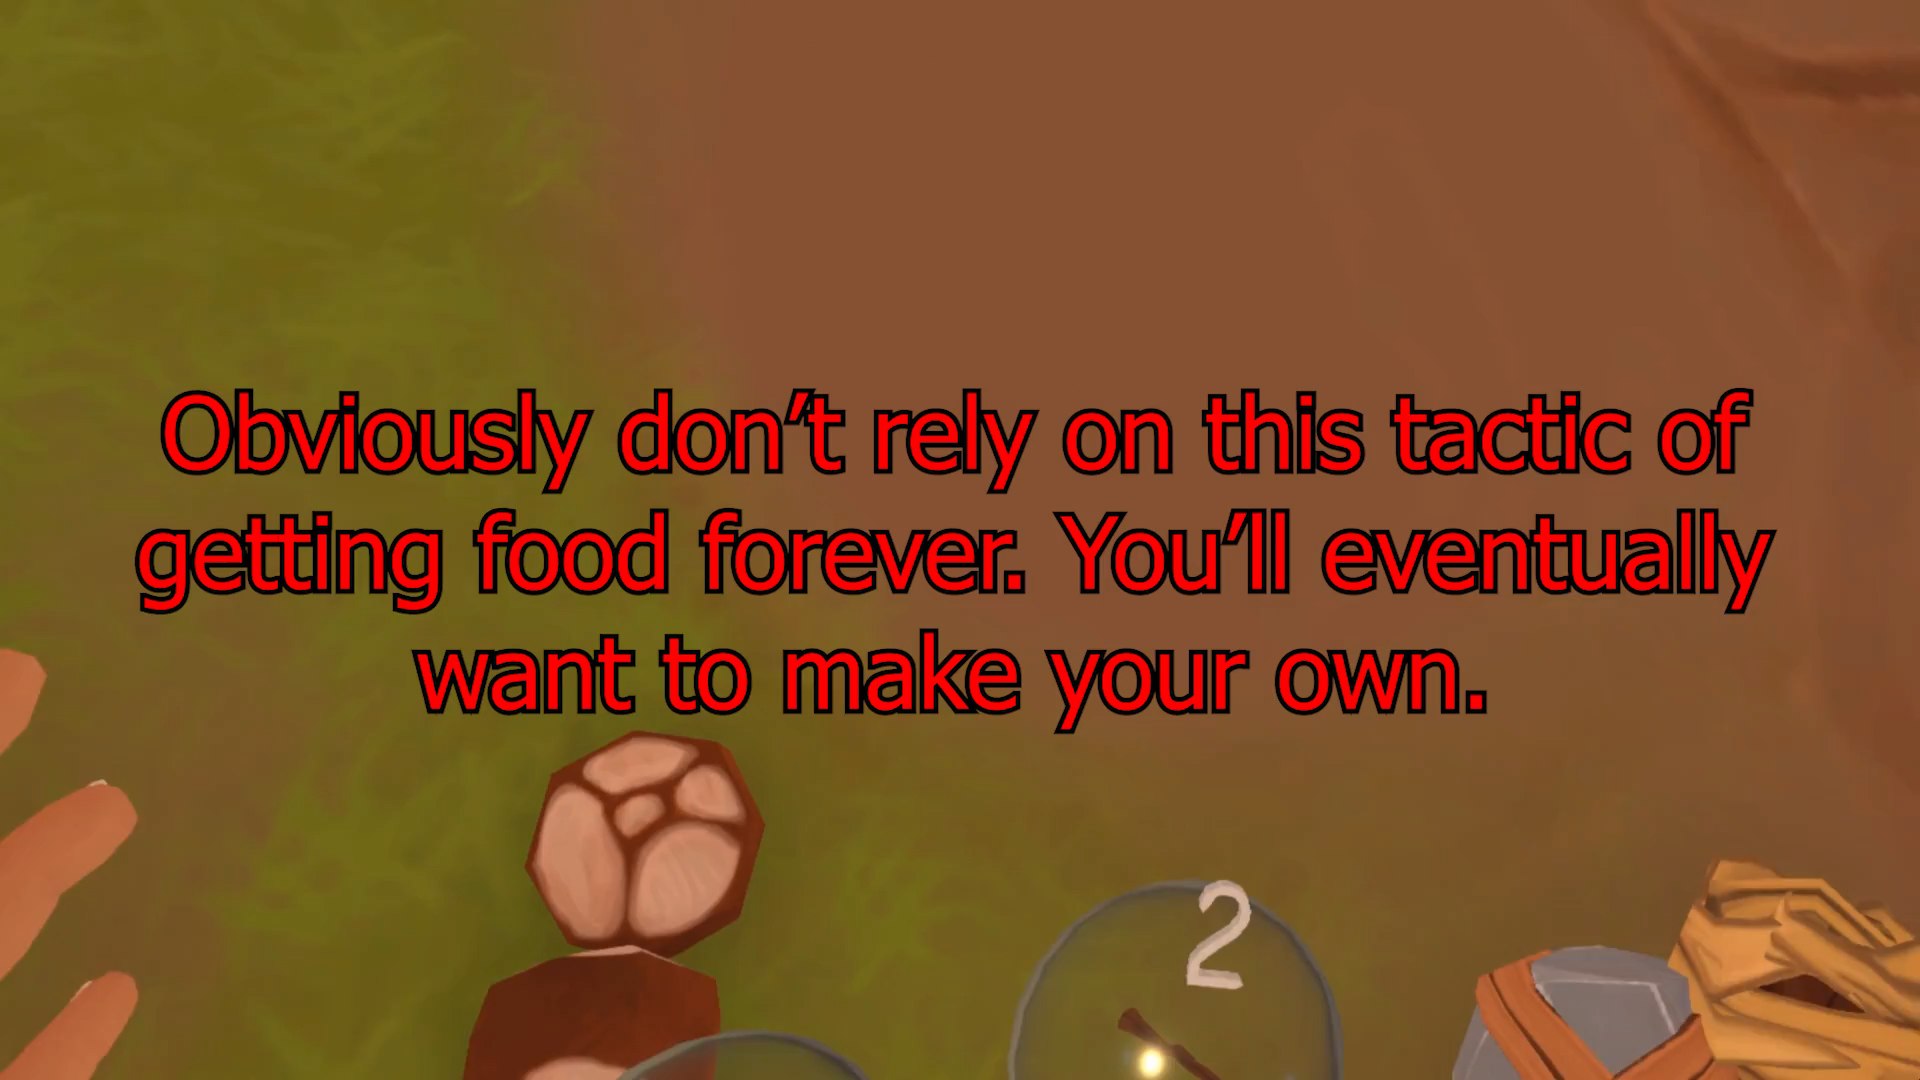 Obviously don’t rely on this tactic of
getting food forever. You’ll eventually
want to make your own.
2